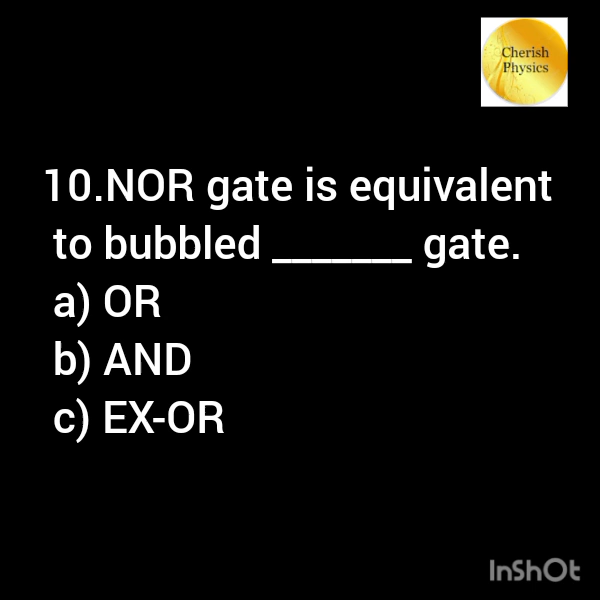 Cherish
Physics
10.NOR gate is equivalent
to bubbled _______ gate.
a) OR
b) AND
c) EX-OR
InShOt